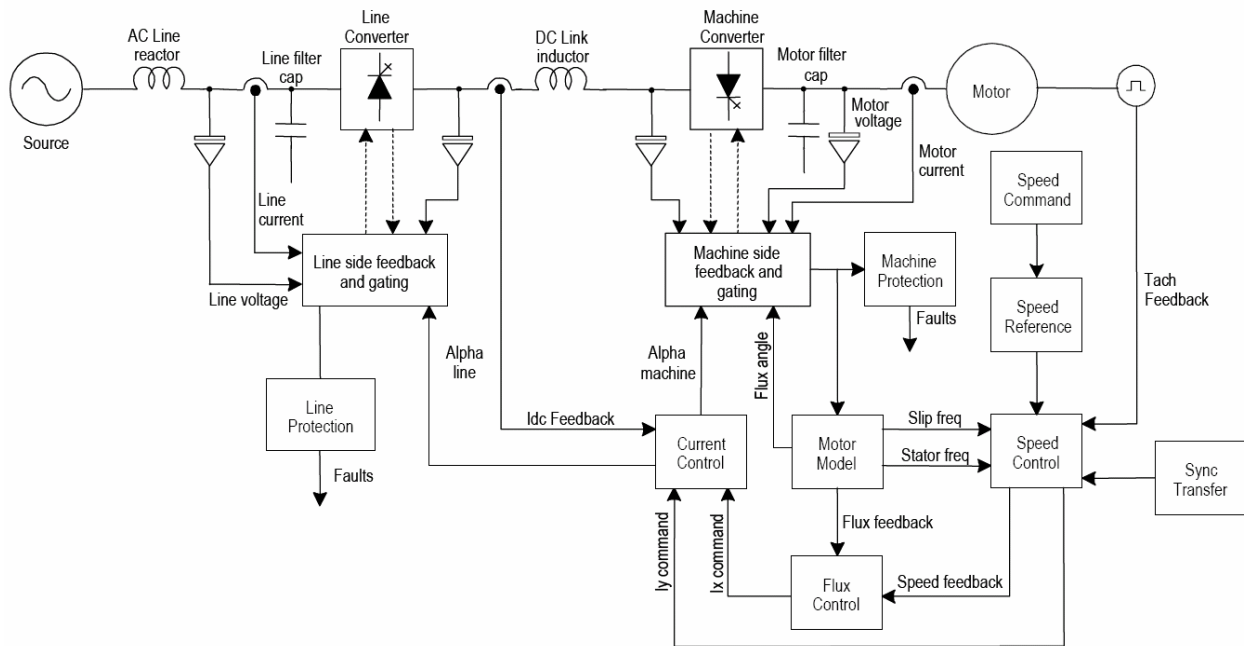 AC Line
reactor
Line filter
cap
Line
Converter
DC Link
inductor
Machine
Converter
Motor filter
cap
Motor
voltage
Motor
Source
Line
current
Motor
current
Speed
Command
Line side feedback
and gating
Machine side
feedback and
gating
Machine
Protection
Line voltage
Tach
Feedback
Speed
Reference
Faults
Alpha
line
Alpha
machine
Flux angle
Line
Protection
Idc Feedback
Current
Control
Motor
Model
Slip freq
Stator freq
Speed
Control
Sync
Transfer
Faults
Flux feedback
Iy command
Ix command
Flux
Control
Speed feedback